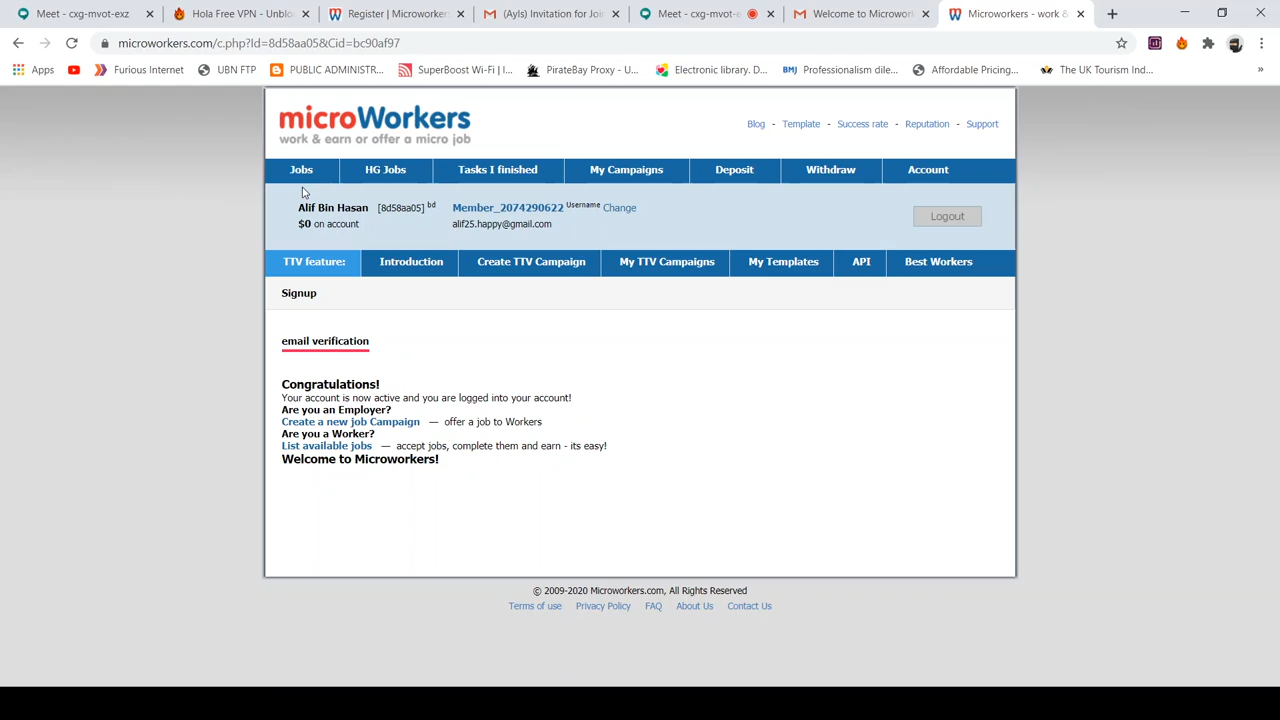 Meet - cxg-mvot-exz
Hola Free VPN - Unblo
Register | Microworkers
(Ayls) Invitation for Joi
Meet - cxg-mvot-e
Welcome to Microwork
Microworkers - work &
microworkers.com/c.php?Id=8d58aa05&Cid=bc90af97
Apps
Furious Internet
UBN FTP
PUBLIC ADMINISTR...
SuperBoost Wi-Fi | I...
PirateBay Proxy - U...
Electronic library. D...
BMJ Professionalism dile...
Affordable Pricing,...
The UK Tourism Ind...
»
microWorkers
work & earn or offer a micro job
Blog - Template - Success rate - Reputation - Support
Jobs HG Jobs Tasks I finished My Campaigns Deposit Withdraw Account
Alif Bin Hasan [8d58aa05] bd Member_2074290622 Username Change
$0 on account alif25.happy@gmail.com
Logout
TTV feature: Introduction Create TTV Campaign My TTV Campaigns My Templates API Best Workers
Signup
email verification
Congratulations!
Your account is now active and you are logged into your account!
Are you an Employer?
Create a new job Campaign — offer a job to Workers
Are you a Worker?
List available jobs — accept jobs, complete them and earn - its easy!
Welcome to Microworkers!
© 2009-2020 Microworkers.com, All Rights Reserved
Terms of use Privacy Policy FAQ About Us Contact Us